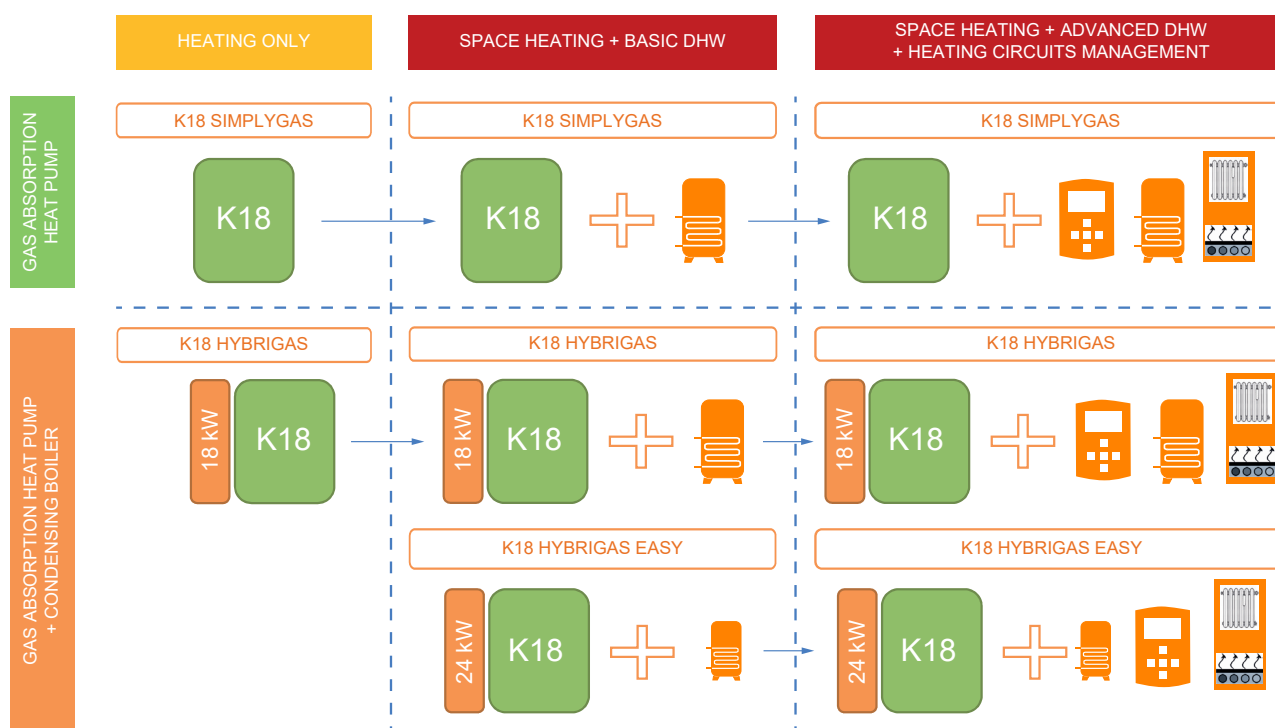 HEATING ONLY
SPACE HEATING + BASIC DHW
SPACE HEATING + ADVANCED DHW
+ HEATING CIRCUITS MANAGEMENT
GAS ABSORPTION
HEAT PUMP
K18 SIMPLYGAS
K18 SIMPLYGAS
K18 SIMPLYGAS
K18
K18
K18
GAS ABSORPTION HEAT PUMP
+ CONDENSING BOILER
K18 HYBRIGAS
K18 HYBRIGAS
K18 HYBRIGAS
18 kW
K18
18 kW
K18
18 kW
K18
K18 HYBRIGAS EASY
K18 HYBRIGAS EASY
24 kW
K18
24 kW
K18